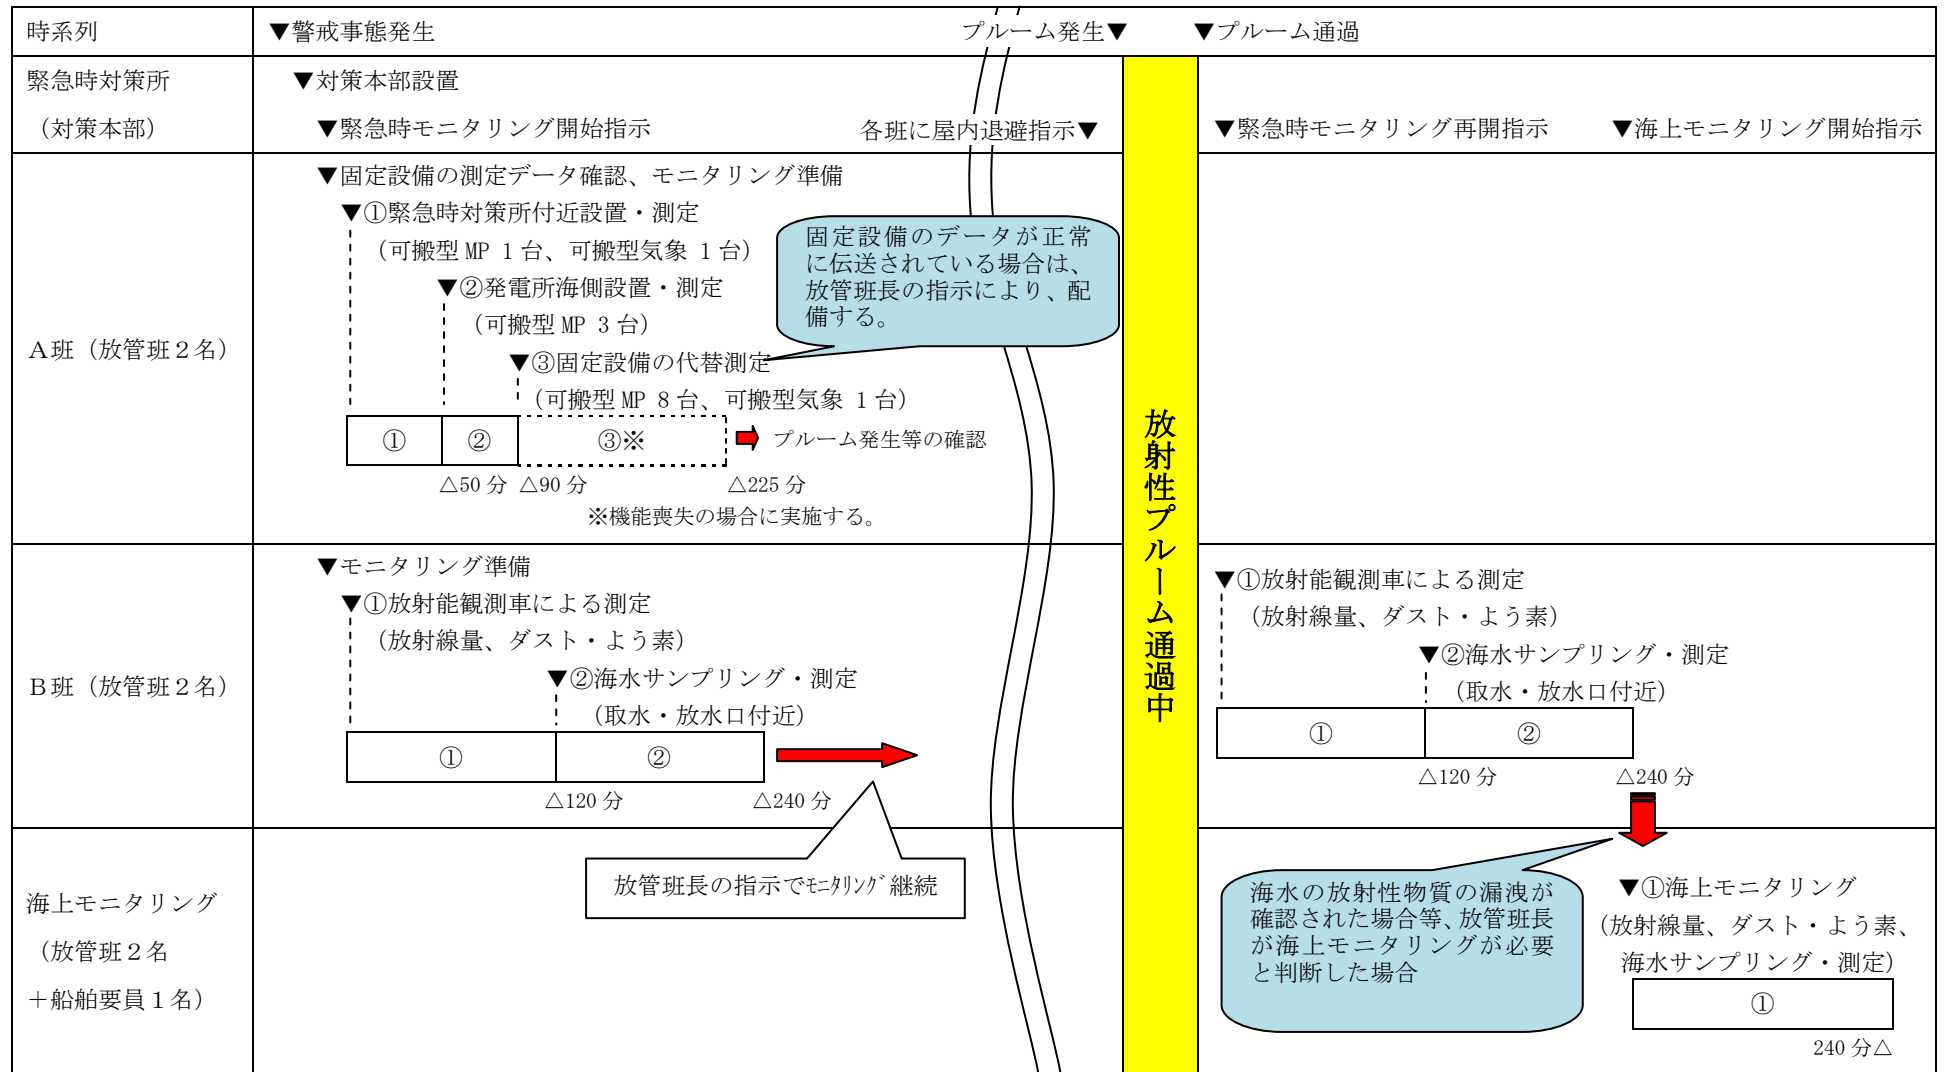 時系列
▼警戒事態発生
プルーム発生▼
▼プルーム通過
緊急時対策所
（対策本部）
▼対策本部設置
▼緊急時モニタリング開始指示
各班に屋内退避指示▼
▼緊急時モニタリング再開指示
▼海上モニタリング開始指示
A班（放管班２名）
▼固定設備の測定データ確認、モニタリング準備
▼①緊急時対策所付近設置・測定
（可搬型 MP 1 台、可搬型気象 1 台）
▼②発電所海側設置・測定
（可搬型 MP 3 台）
▼③固定設備の代替測定
（可搬型 MP 8 台、可搬型気象 1 台）
固定設備のデータが正常
に伝送されている場合は、
放管班長の指示により、配
備する。
①
②
③※
プルーム発生等の確認
△50 分
△90 分
△225 分
※機能喪失の場合に実施する。
放射性プルーム通過中
B班（放管班２名）
▼モニタリング準備
▼①放射能観測車による測定
（放射線量、ダスト・よう素）
▼②海水サンプリング・測定
（取水・放水口付近）
①
②
△120 分
△240 分
放管班長の指示でﾓﾆﾀﾘﾝｸﾞ継続
▼①放射能観測車による測定
（放射線量、ダスト・よう素）
▼②海水サンプリング・測定
（取水・放水口付近）
①
②
△120 分
△240 分
海上モニタリング
（放管班２名
＋船舶要員１名）
海水の放射性物質の漏洩が
確認された場合等、放管班長
が海上モニタリングが必要
と判断した場合
▼①海上モニタリング
（放射線量、ダスト・よう素、
海水サンプリング・測定）
①
240 分△